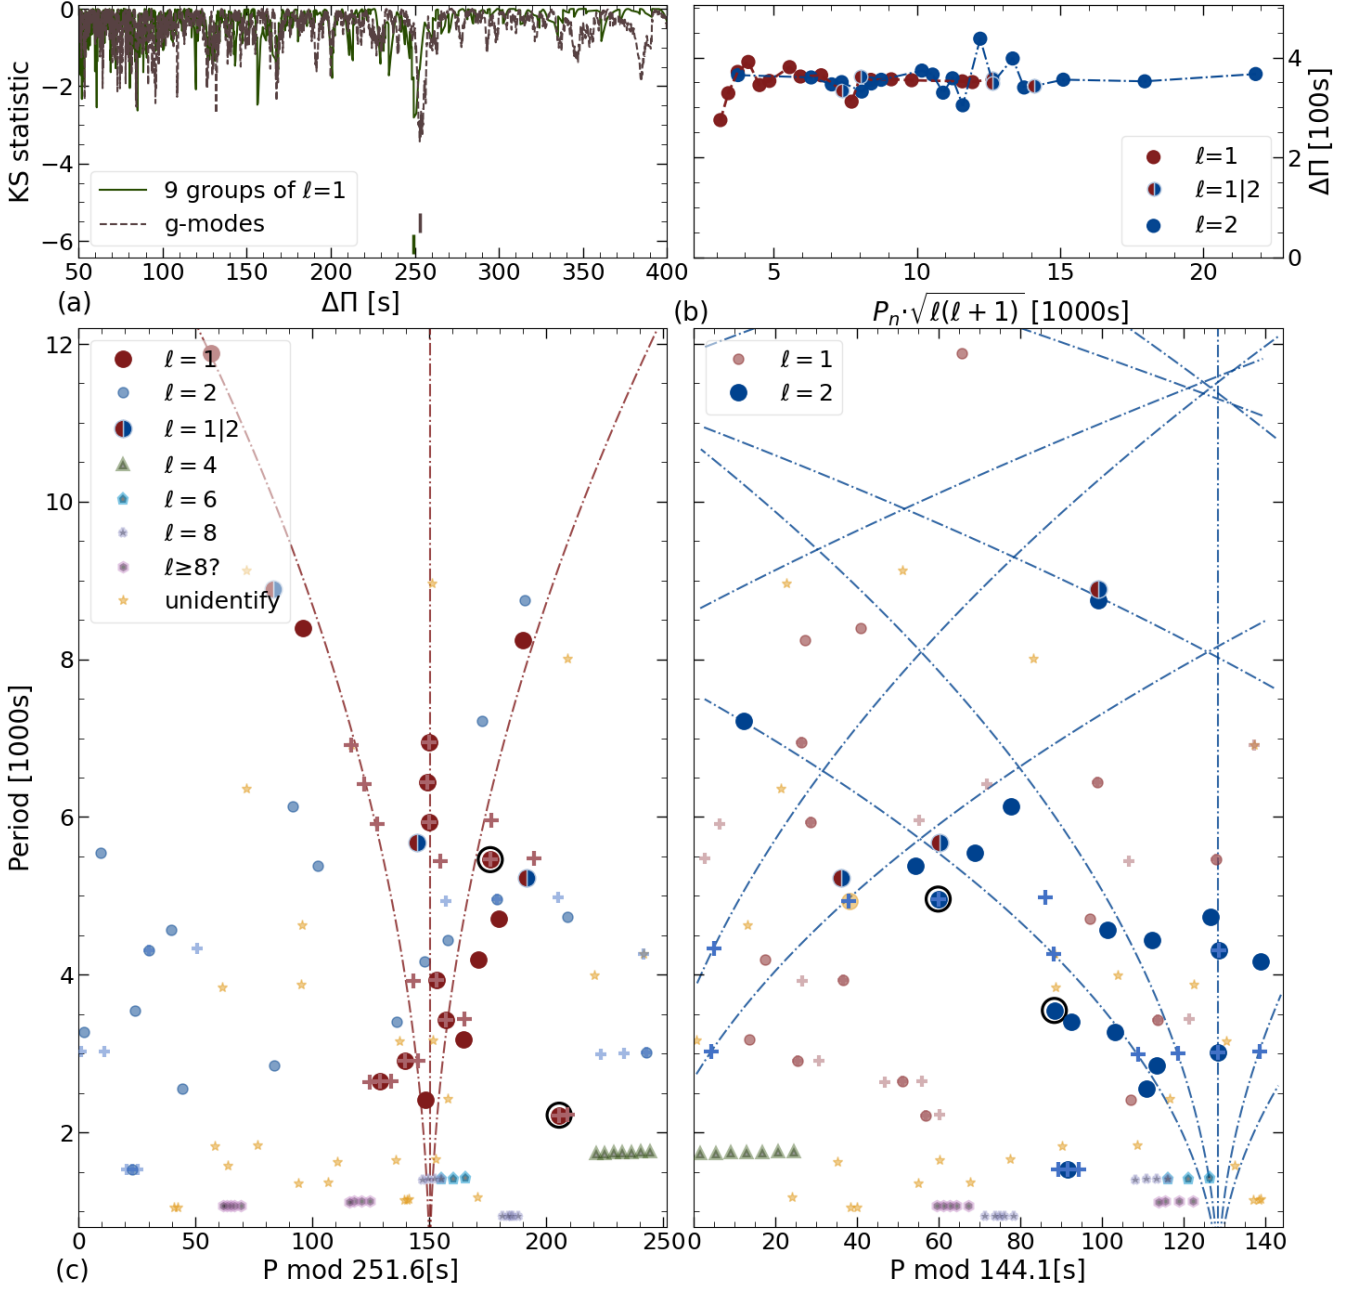 0
−2
−4
−6
KS statistic
9 groups of ℓ=1
g-modes
50 100 150 200 250 300 350 400
(a)
ΔΠ [s]
4
2
0
ΔΠ [100s]
ℓ=1
ℓ=1|2
ℓ=2
5 10 15 20
(b)
Pₙ·√ℓ(ℓ + 1) [1000s]
12
10
8
6
4
2
Period [1000s]
ℓ = 1
ℓ = 2
ℓ = 1|2
ℓ = 4
ℓ = 6
ℓ = 8
ℓ≥8?
unidentify
0 50 100 150 200 250
(c)
P mod 251.6[s]
ℓ = 1
ℓ = 2
0 20 40 60 80 100 120 140
P mod 144.1[s]